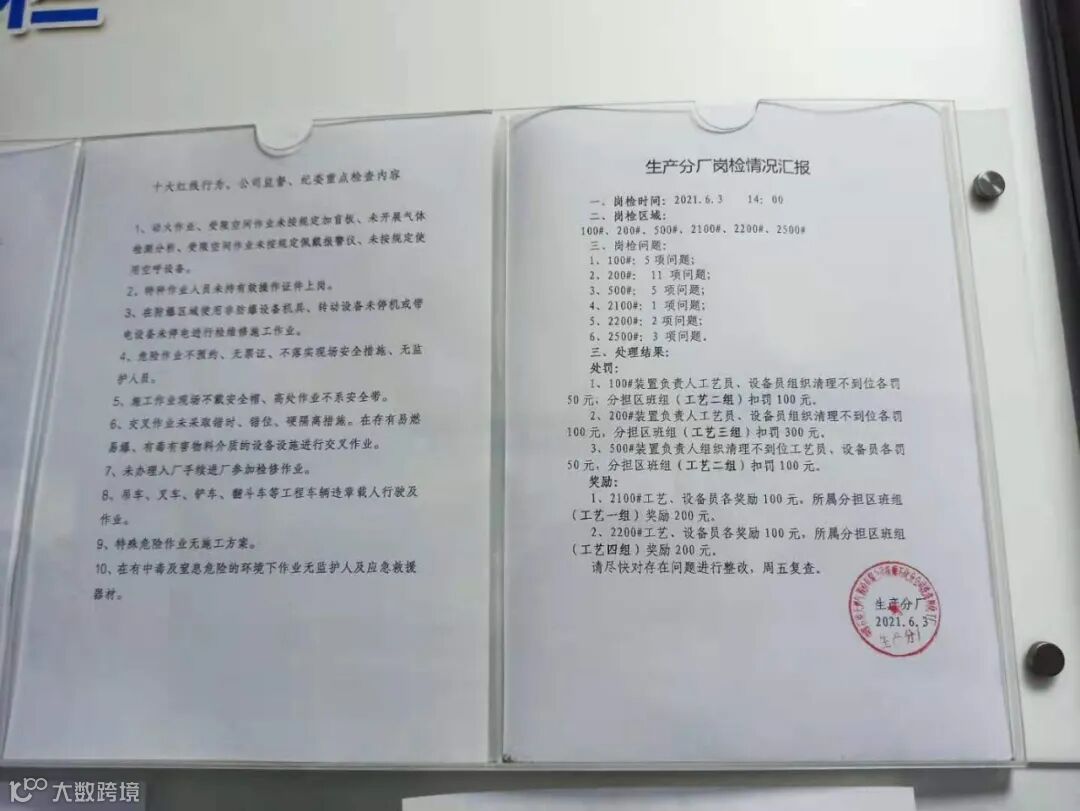 栏
十大红线行为、公司监督、纪委重点检查内容
1、动火作业、受限空间作业未按规定加盲板、未开展气体
检测分析、受限空间作业未按规定佩戴报警仪、未按规定使
用空呼设备。
2、特种作业人员未持有效操作证件上岗。
3、在防爆区域使用非防爆设备机具、转动设备未停机或带
电设备未停电进行检维修施工作业。
4、危险作业不预约、无票证、不落实现场安全措施、无监
护人员。
5、施工作业现场不戴安全帽、高处作业不系安全带。
6、交叉作业未采取错时、错位、硬隔离措施。在存有易燃
易爆、有毒有害物料介质的设备设施进行交叉作业。
7、未办理入厂手续进厂参加检修作业。
8、吊车、叉车、铲车、翻斗车等工程车辆违章载人行驶及
作业。
9、特殊危险作业无施工方案。
10、在有中毒及窒息危险的环境下作业无监护人及应急救援
器材。
生产分厂岗检情况汇报
一、岗检时间：2021.6.3 14：00
二、岗检区域：
100#、200#、500#、2100#、2200#、2500#
三、岗检问题：
1、100#：5 项问题；
2、200#： 11 项问题；
3、500#： 5 项问题；
4、2100#：1 项问题；
5、2200#：2 项问题；
6、2500#：3 项问题。
三、处理结果：
处罚：
1、100#装置负责人工艺员、设备员组织清理不到位各罚
50 元，分担区班组（工艺二组）扣罚 100 元。
2、200#装置负责人工艺员、设备员组织清理不到位各罚
100 元，分担区班组（工艺三组）扣罚 300 元。
3、500#装置负责人组织清理不到位工艺员、设备员各罚
50 元，分担区班组（工艺二组）扣罚 100 元。
奖励：
1、2100#工艺、设备员各奖励 100 元，所属分担区班组
（工艺一组）奖励 200 元。
2、2200#工艺、设备员各奖励 100 元，所属分担区班组
（工艺四组）奖励 200 元。
请尽快对存在问题进行整改，周五复查。
生产分厂
2021.6.3
生产分厂
大数跨境